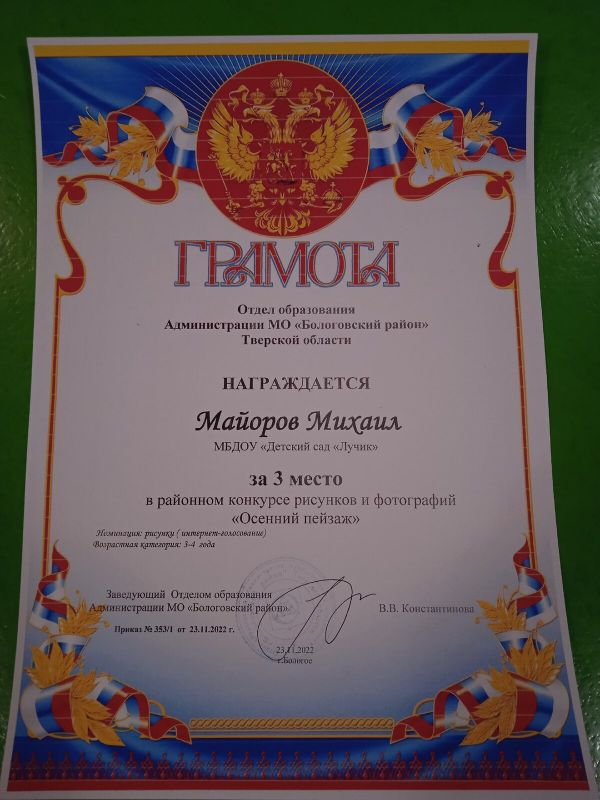 ГРАМОТА
Отдел образования
Администрации МО «Бологовский район»
Тверской области
НАГРАЖДАЕТСЯ
Майоров Михаил
МБДОУ «Детский сад «Лучик»
за 3 место
в районном конкурсе рисунков и фотографий
«Осенний пейзаж»
Номинация: рисунки ( интернет-голосование)
Возрастная категория: 3-4 года
Заведующий Отделом образования
Администрации МО «Бологовский район»
В.В. Константинова
Приказ № 353/1 от 23.11.2022 г.
23.11.2022
г.Бологое